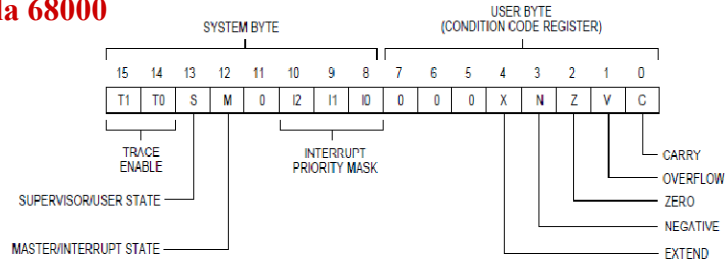 la 68000
SYSTEM BYTE
USER BYTE
(CONDITION CODE REGISTER)
15 14 13 12 11 10 9 8 7 6 5 4 3 2 1 0
T1 T0 S M 0 I2 I1 I0 0 0 0 X N Z V C
TRACE
ENABLE
INTERRUPT
PRIORITY MASK
CARRY
OVERFLOW
SUPERVISOR/USER STATE
ZERO
NEGATIVE
MASTER/INTERRUPT STATE
EXTEND